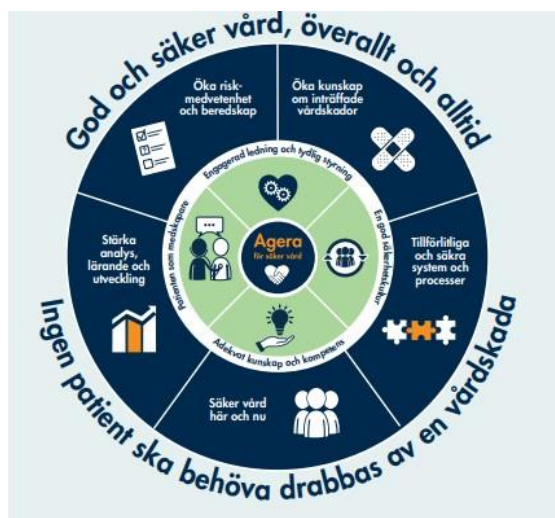 God och säker vård, överallt och alltid
Öka risk-
medvetenhet
och beredskap
Öka kunskap
om inträffade
vårdskador
Engagerad ledning och tydlig styrning
Patienten som medskapare
En god säkerhetskultur
Stärka
analys,
lärande och
utveckling
Agera
för säker vård
Tillförlitliga
och säkra
system och
processer
Adekvat kunskap och kompetens
Säker vård
här och nu
Ingen patient ska behöva drabbas av en vårdskada